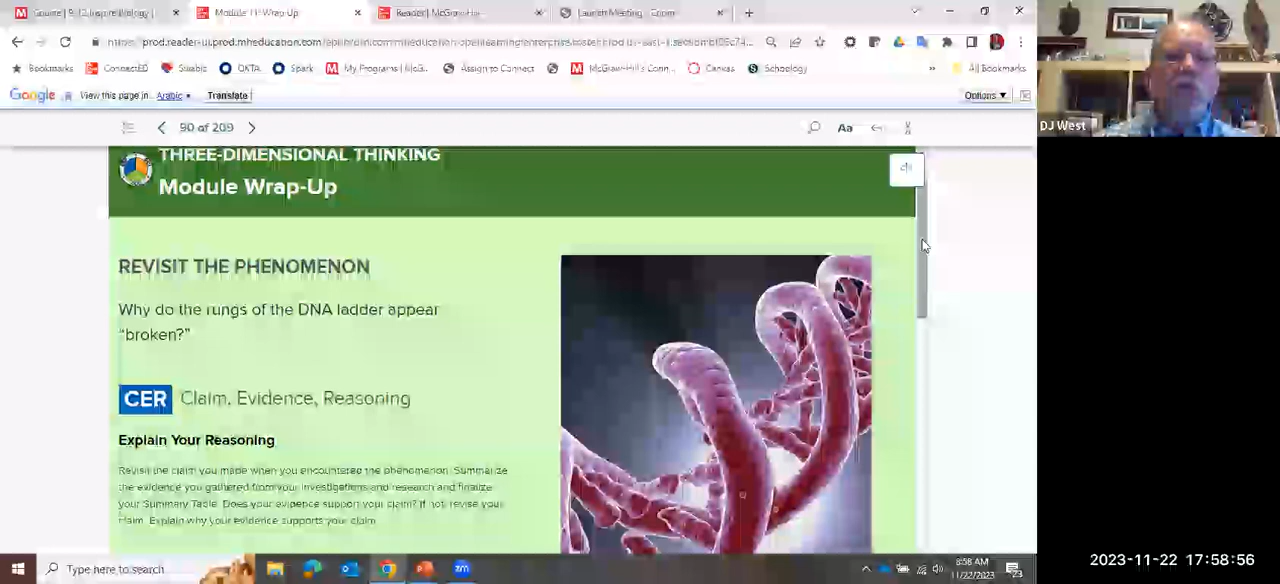 Module 11 Wrap-Up
Reader | McGraw-Hill
Launch Meeting - Zoom
Bookmarks
ConnectED
OKTA
Spark
My Programs | McG...
Assign to Connect
McGraw-Hill's Conn...
Canvas
Schoology
»
All Bookmarks
Google
View this page in:
Arabic
Translate
Options ▼
90 of 209
Aa
THREE-DIMENSIONAL THINKING
Module Wrap-Up
REVISIT THE PHENOMENON
Why do the rungs of the DNA ladder appear
“broken?”
CER Claim, Evidence, Reasoning
Explain Your Reasoning
Revisit the claim you made when you encountered the phenomenon. Summarize
the evidence you gathered from your investigations and research and finalize
your Summary Table. Does your evidence support your claim? If not, revise your
claim. Explain why your evidence supports your claim.
DJ West
Type here to search
zm
8:58 AM
11/22/2023
23
2023-11-22 17:58:56